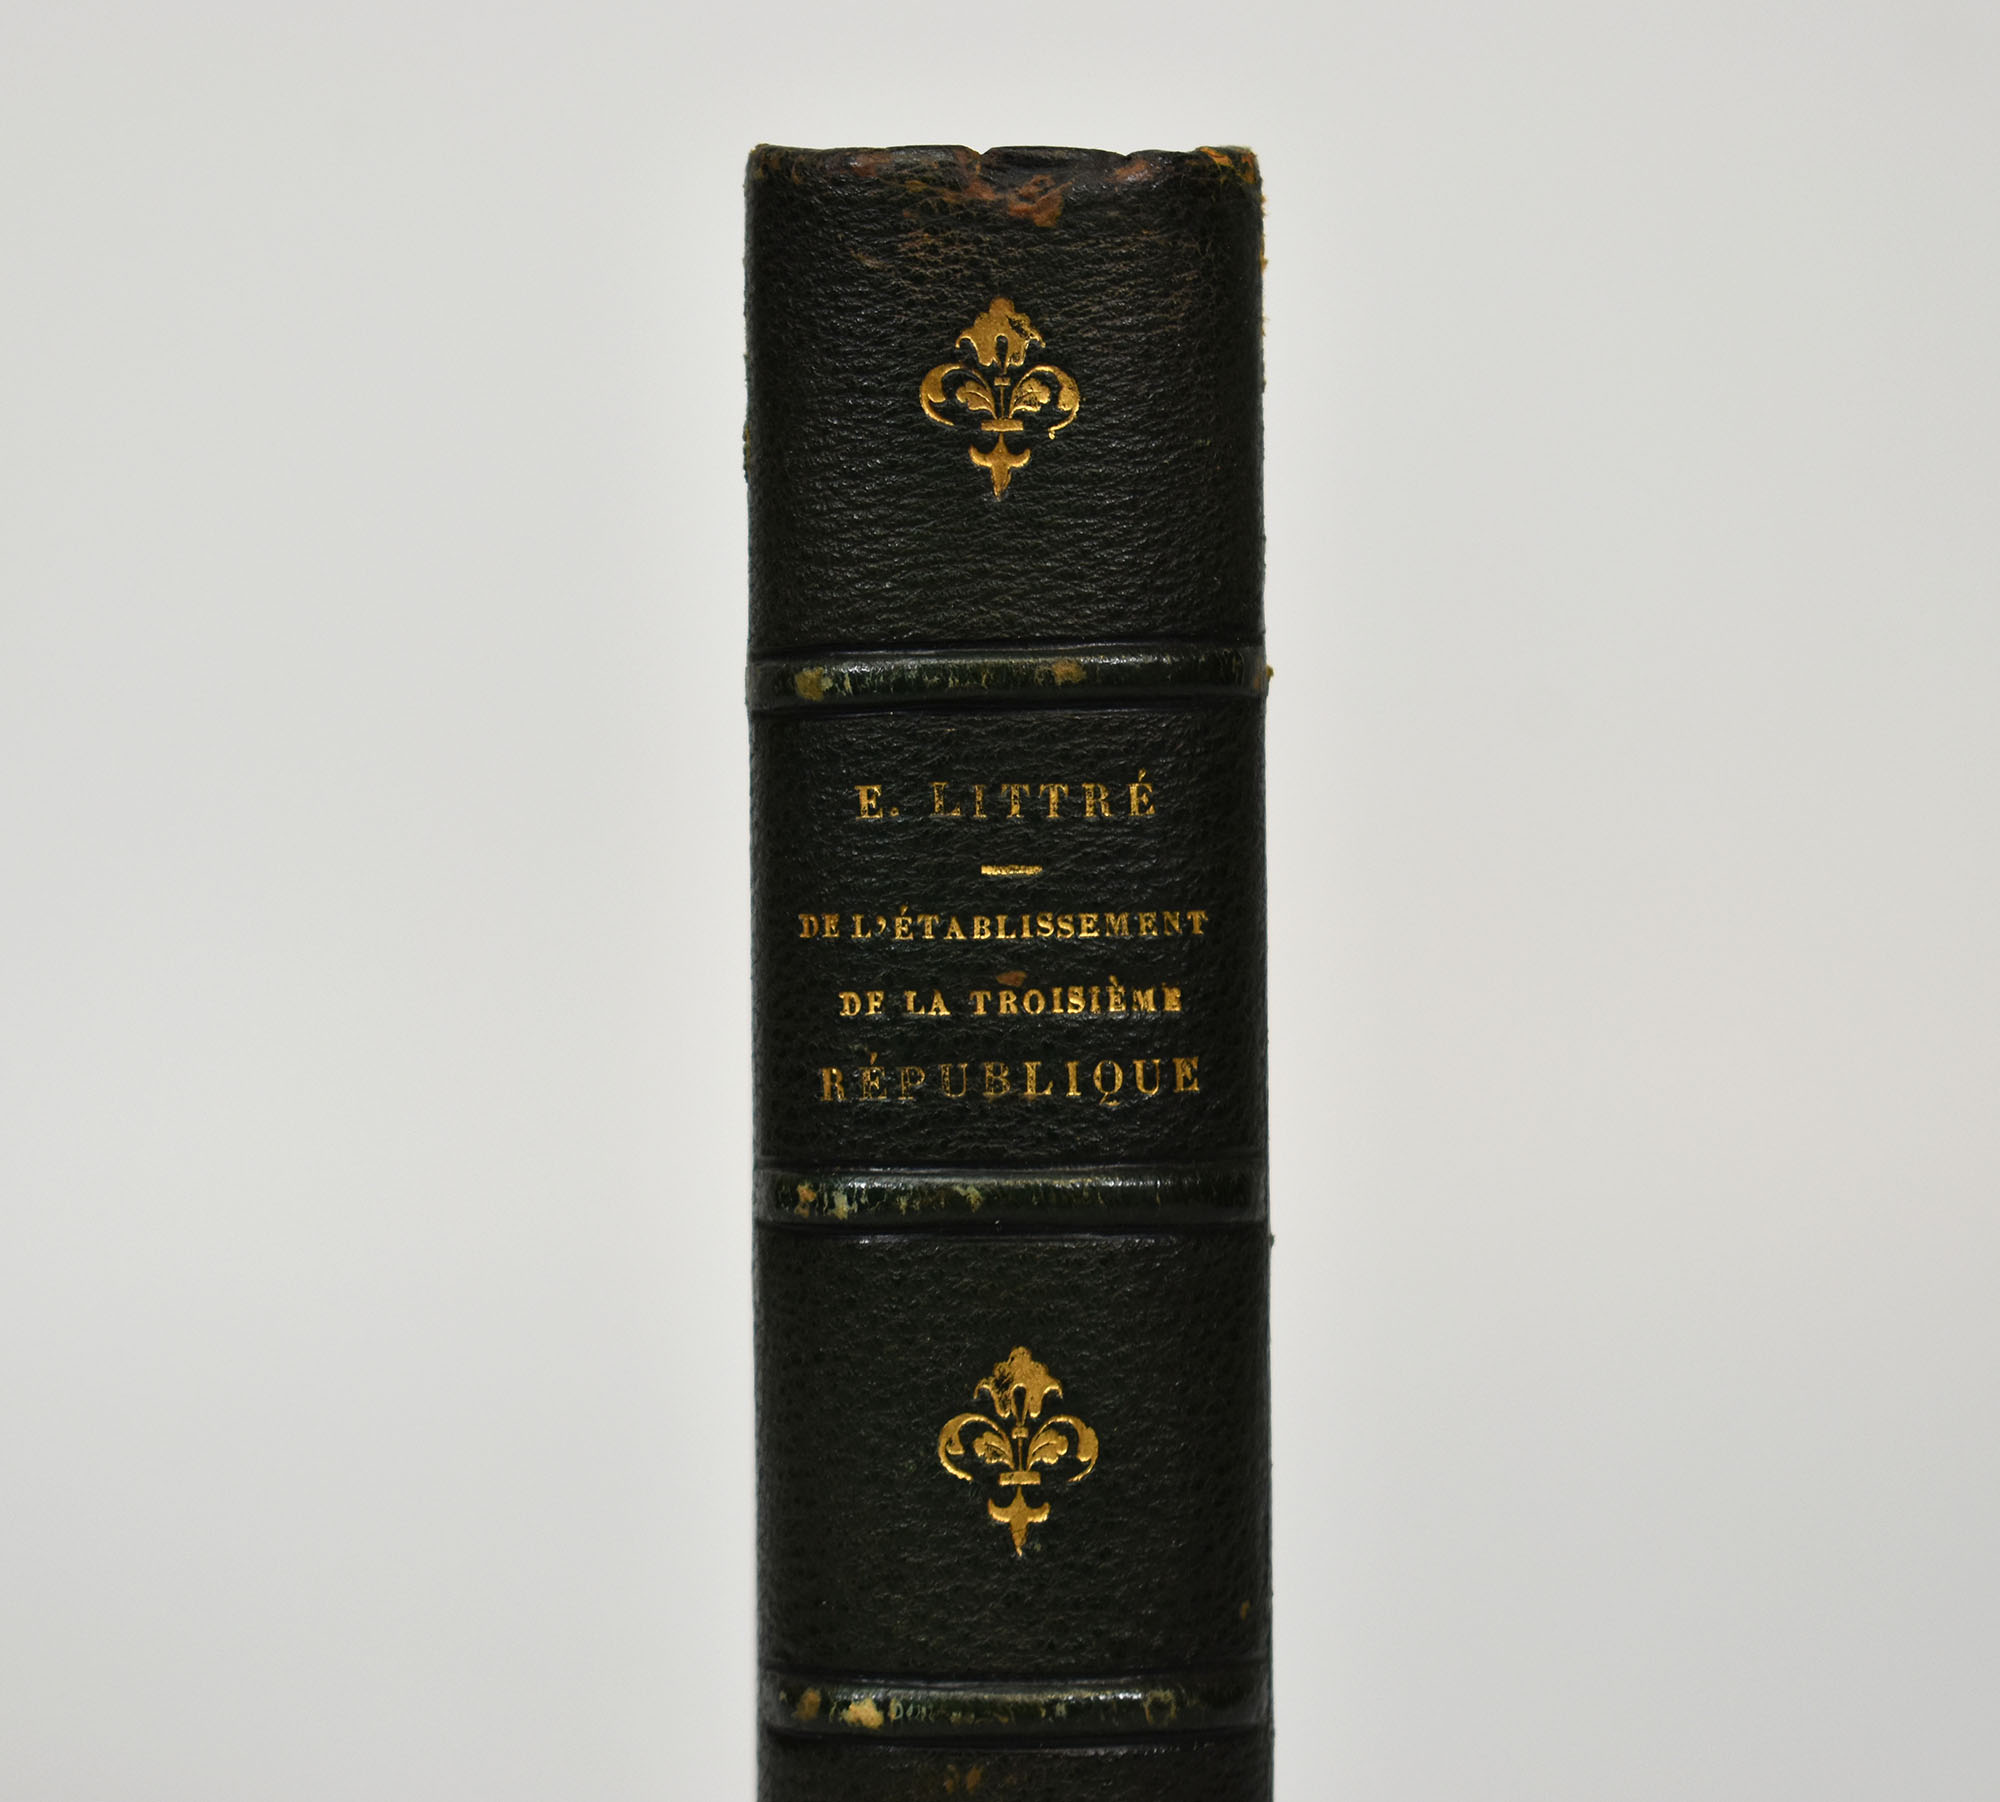 E. LITTRÉ
DE L'ÉTABLISSEMENT
DE LA TROISIÈME
RÉPUBLIQUE